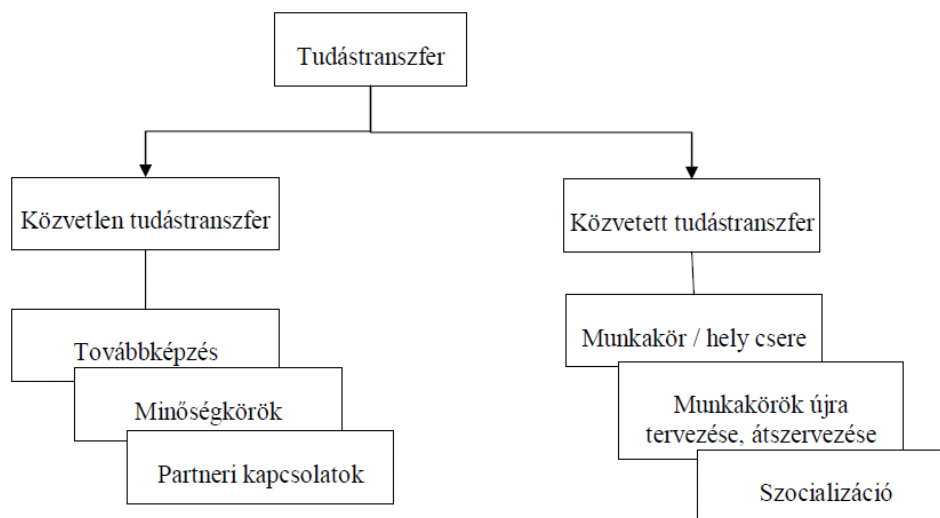 Tudástranszfer
Közvetlen tudástranszfer
Közvetett tudástranszfer
Továbbképzés
Minőségkörök
Partneri kapcsolatok
Munkakör / hely csere
Munkakörök újra
tervezése, átszervezése
Szocializáció